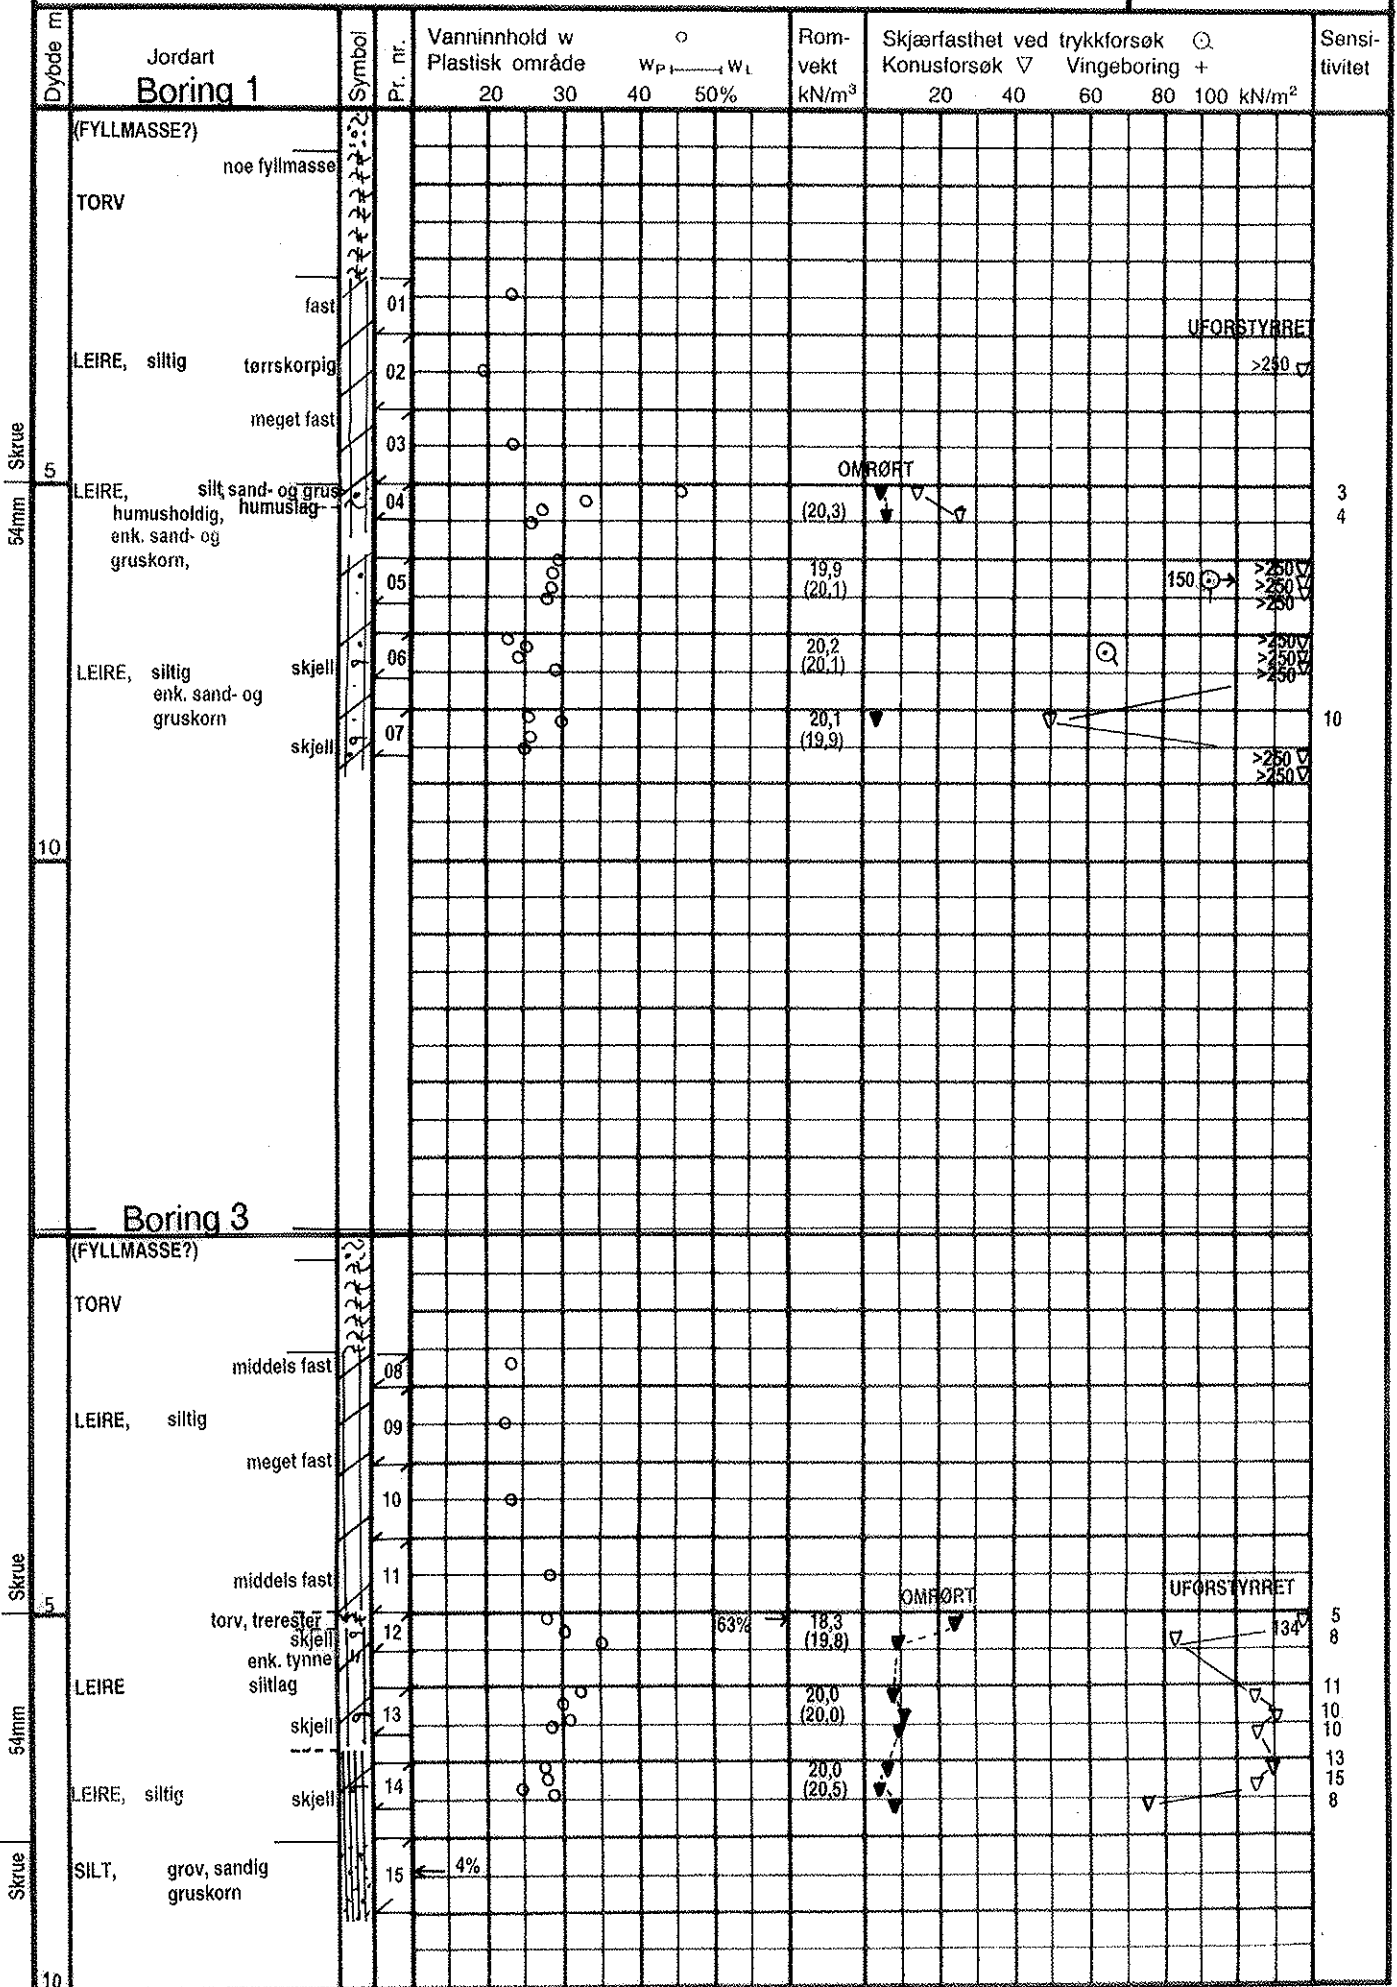 Dybde m
Jordart
Boring 1
Symbol
Pr. nr.
Vanninnhold w
Plastisk område WP WL
20 30 40 50%
Rom-
vekt
kN/m³
Skjærfasthet ved trykkforsøk
Konusforsøk ▽ Vingeboring +
20 40 60 80 100 kN/m²
Sensi-
tivitet
(FYLLMASSE?)
noe fyllmasse
TORV
fast 01
UFORSTYRRET
LEIRE, siltig tørrskorpig 02 >250
meget fast
03
Skrue
5
OMRØRT
LEIRE, silt, sand- og grus 04 3
humusholdig, humuslag (20,3) 4
enk. sand- og
gruskorn,
54mm
05 19,9 150 >250
(20,1) >250
>250
20,2 >250
06 (20,1) >250
LEIRE, siltig skjell >250
enk. sand- og
gruskorn
07 20,1 10
(19,9)
skjell
>250
>250
10
Boring 3
(FYLLMASSE?)
TORV
middels fast 08
LEIRE, siltig 09
meget fast
10
Skrue
middels fast 11
OMRØRT UFORSTYRRET
5
torv, trerester 12 63% 18,3 5
skjell (19,8) 134 8
enk. tynne
LEIRE siltlag
54mm
13 20,0 11
(20,0) 10
skjell 10
20,0 13
14 (20,5) 15
LEIRE, siltig skjell 8
Skrue
SILT, grov, sandig 15 4%
gruskorn
10